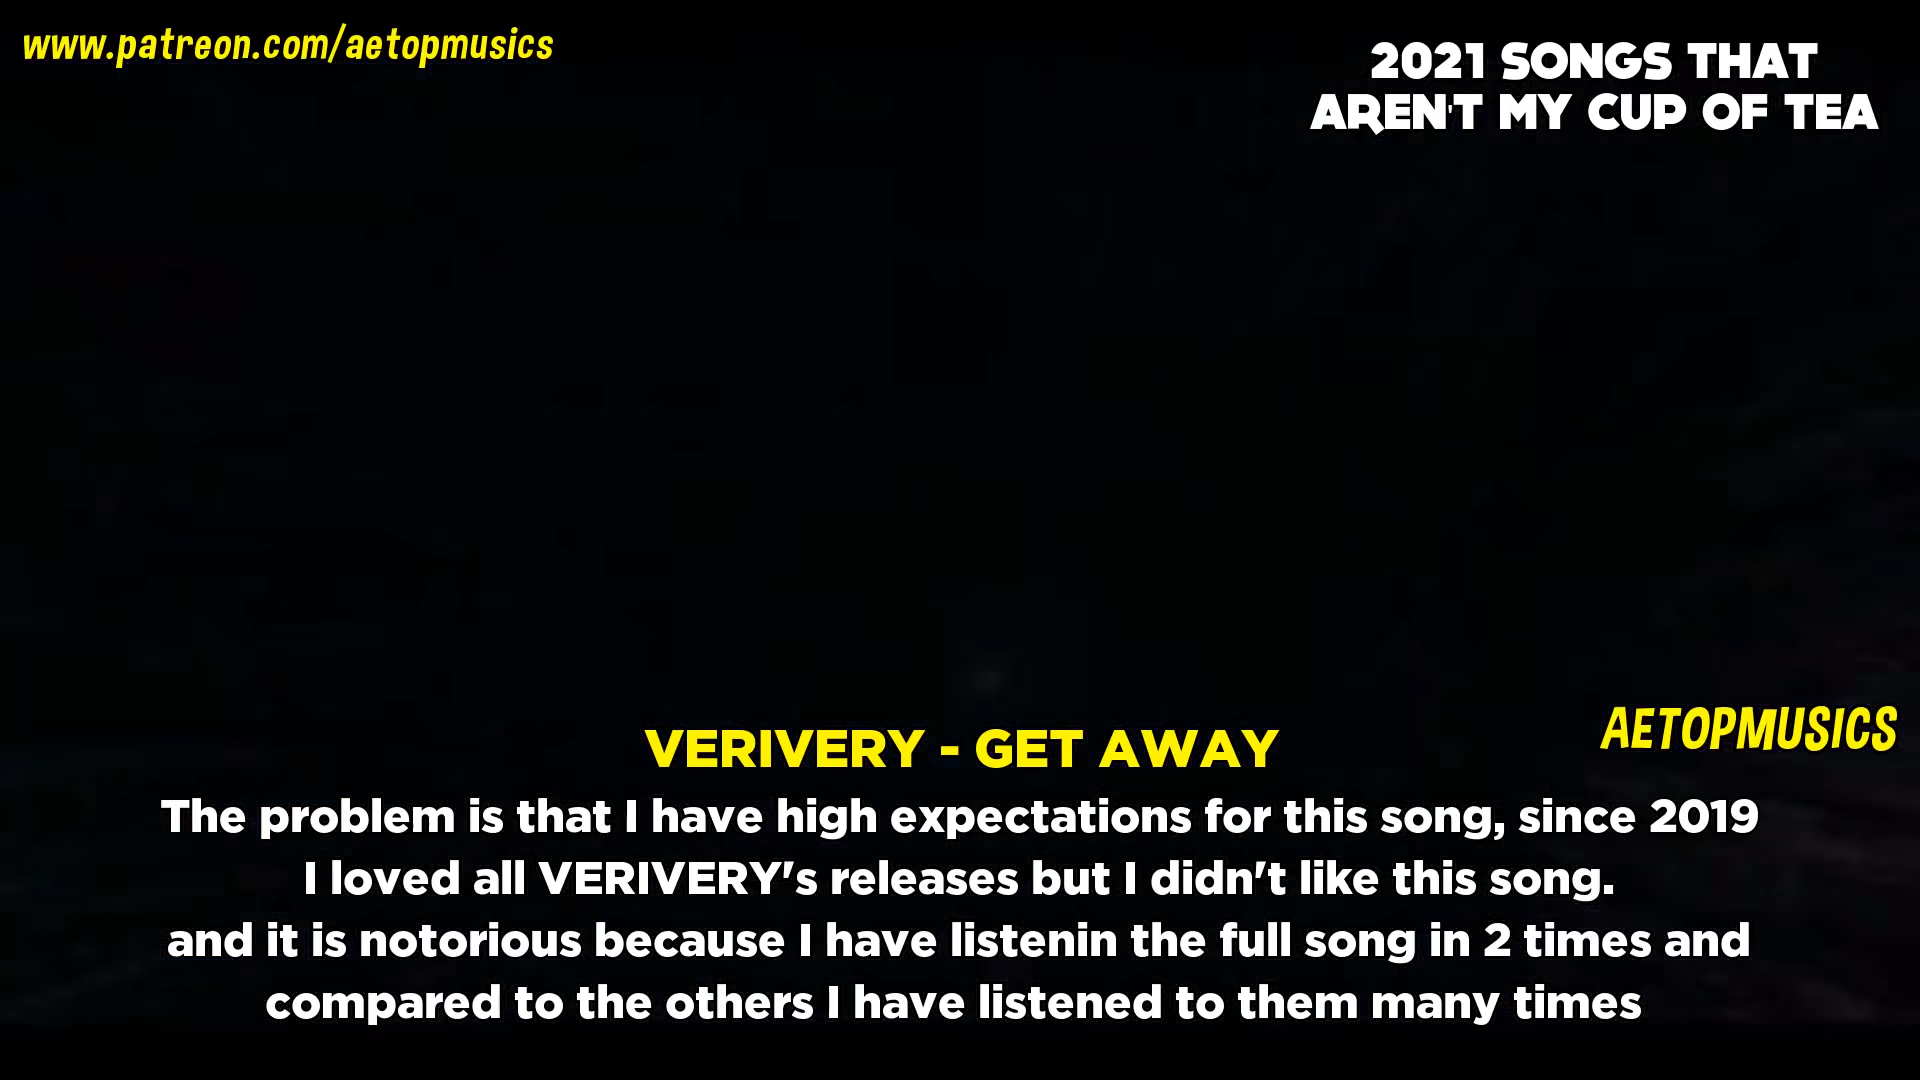 www.patreon.com/aetopmusics
2021 SONGS THAT
AREN'T MY CUP OF TEA
AETOPMUSICS
VERIVERY - GET AWAY
The problem is that I have high expectations for this song, since 2019
I loved all VERIVERY's releases but I didn't like this song.
and it is notorious because I have listenin the full song in 2 times and
compared to the others I have listened to them many times